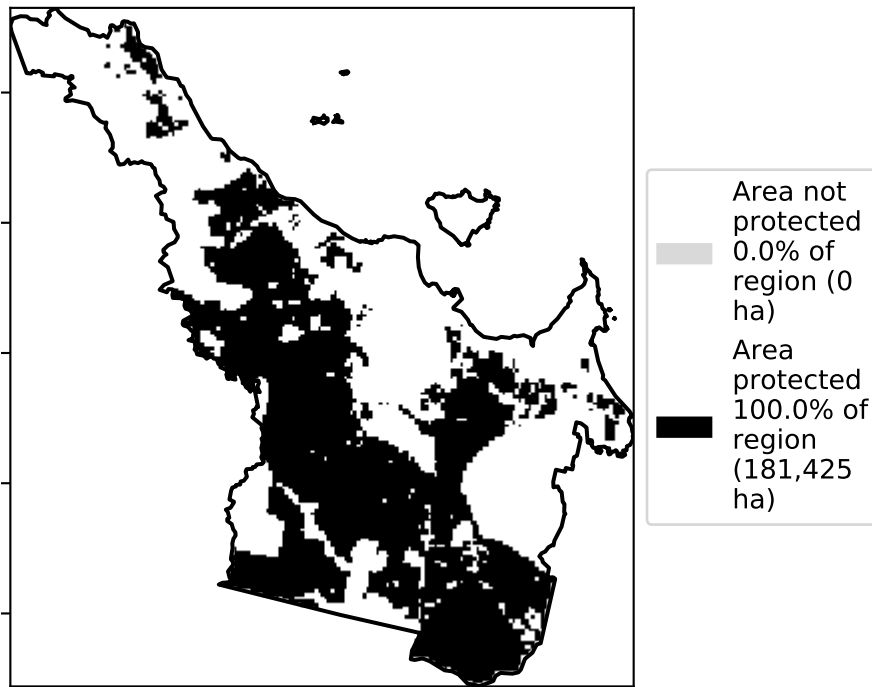 Area not
protected
0.0% of
region (0
ha)
Area
protected
100.0% of
region
(181,425
ha)